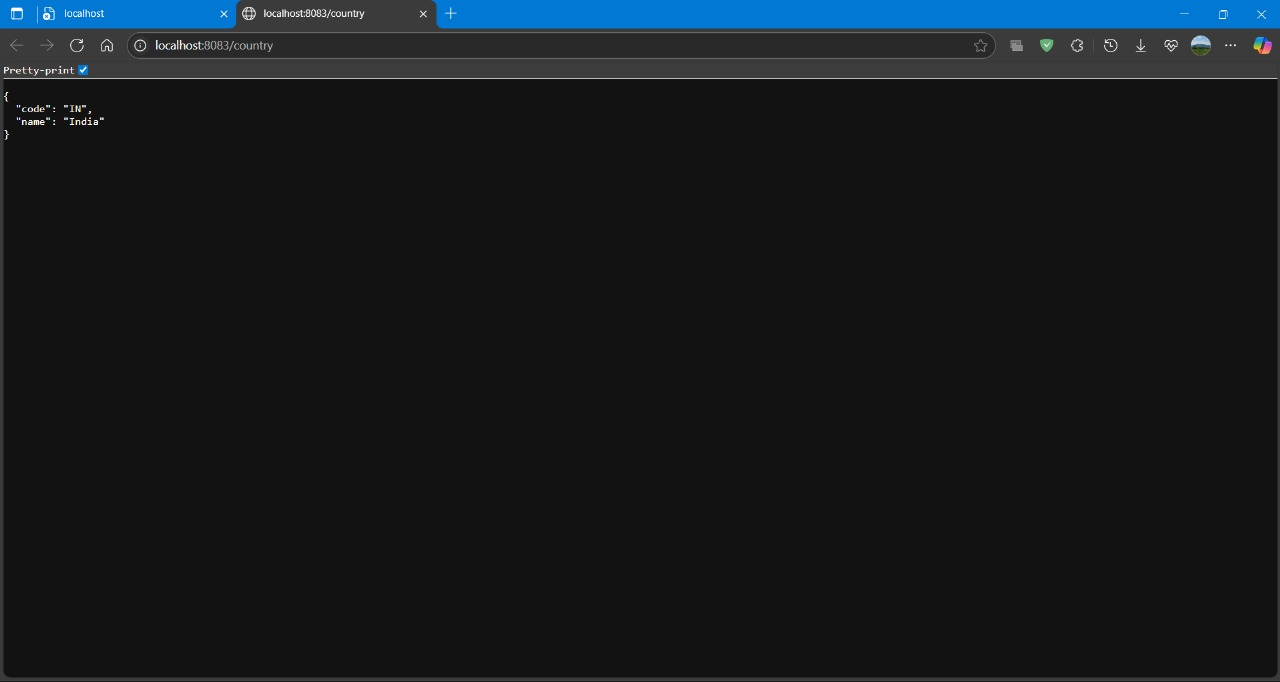 localhost
localhost:8083/country
localhost:8083/country
Pretty-print
{
"code": "IN",
"name": "India"
}